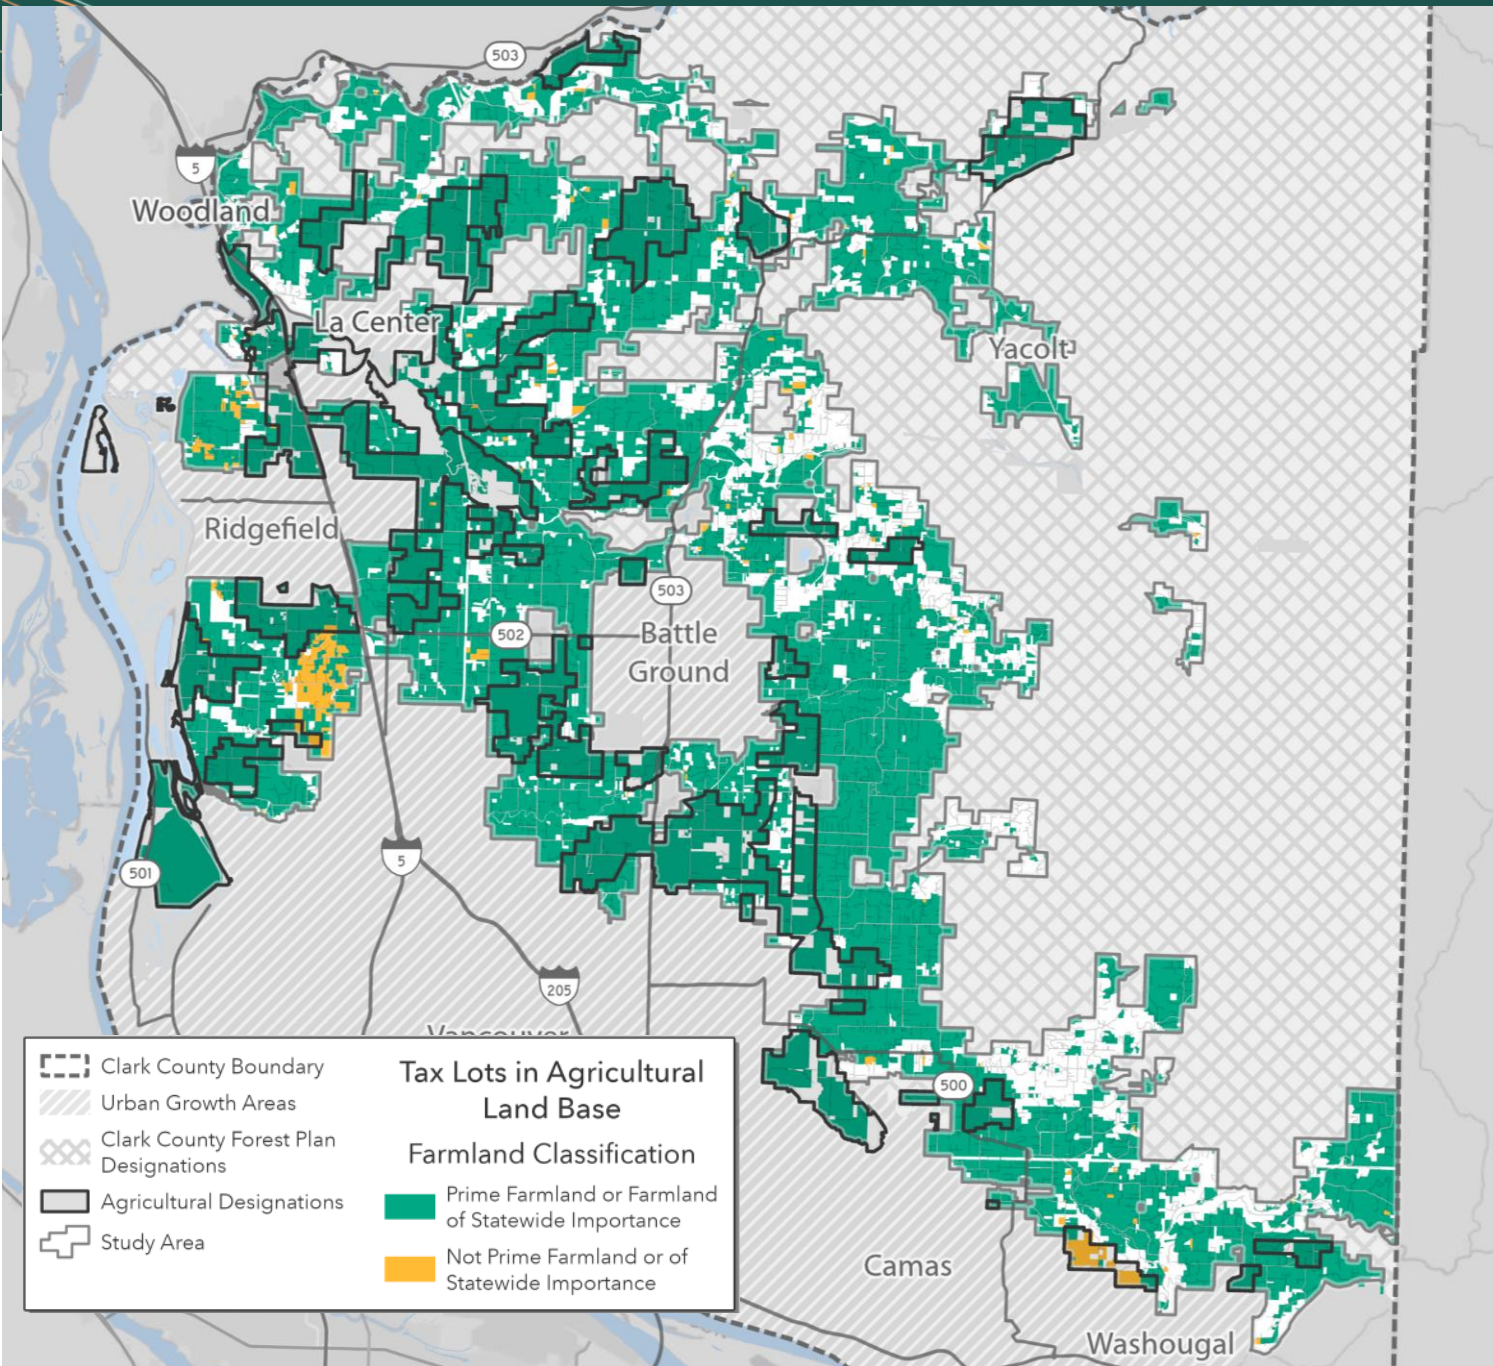 503
5
Woodland
La Center
Yacolt
Ridgefield
503
502
Battle
Ground
501
5
205
Vancouver
500
Camas
Washougal
Clark County Boundary
Urban Growth Areas
Clark County Forest Plan
Designations
Agricultural Designations
Study Area
Tax Lots in Agricultural
Land Base
Farmland Classification
Prime Farmland or Farmland
of Statewide Importance
Not Prime Farmland or of
Statewide Importance